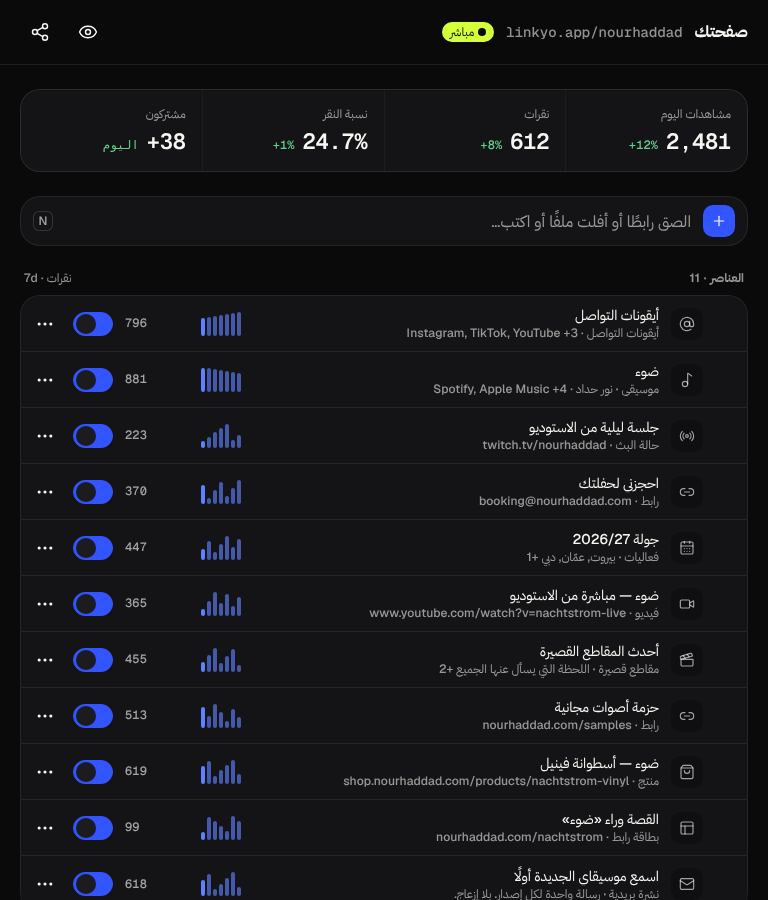 صفحتك linkyo.app/nourhaddad مباشر
مشاهدات اليوم
2,481 +12%
نقرات
612 +8%
نسبة النقر
24.7% +1%
مشتركون
+38 اليوم
الصق رابطًا أو أفلت ملفًا أو اكتب... N
العناصر · 11
نقرات · 7d
أيقونات التواصل
أيقونات التواصل · Instagram, TikTok, YouTube +3
796
ضوء
موسيقى · نور حداد · Spotify, Apple Music +4
881
جلسة ليلية من الاستوديو
حالة البث · twitch.tv/nourhaddad
223
احجزني لحفلتك
رابط · booking@nourhaddad.com
370
جولة 2026/27
فعاليات · بيروت, عمّان, دبي +1
447
ضوء — مباشرة من الاستوديو
فيديو · www.youtube.com/watch?v=nachtstrom-live
365
أحدث المقاطع القصيرة
مقاطع قصيرة · اللحظة التي يسأل عنها الجميع +2
455
حزمة أصوات مجانية
رابط · nourhaddad.com/samples
513
ضوء — أسطوانة فينيل
منتج · shop.nourhaddad.com/products/nachtstrom-vinyl
619
القصة وراء «ضوء»
بطاقة رابط · nourhaddad.com/nachtstrom
99
اسمع موسيقاي الجديدة أولًا
نشرة بريدية · رسالة واحدة لكل إصدار. بلا إزعاج.
618